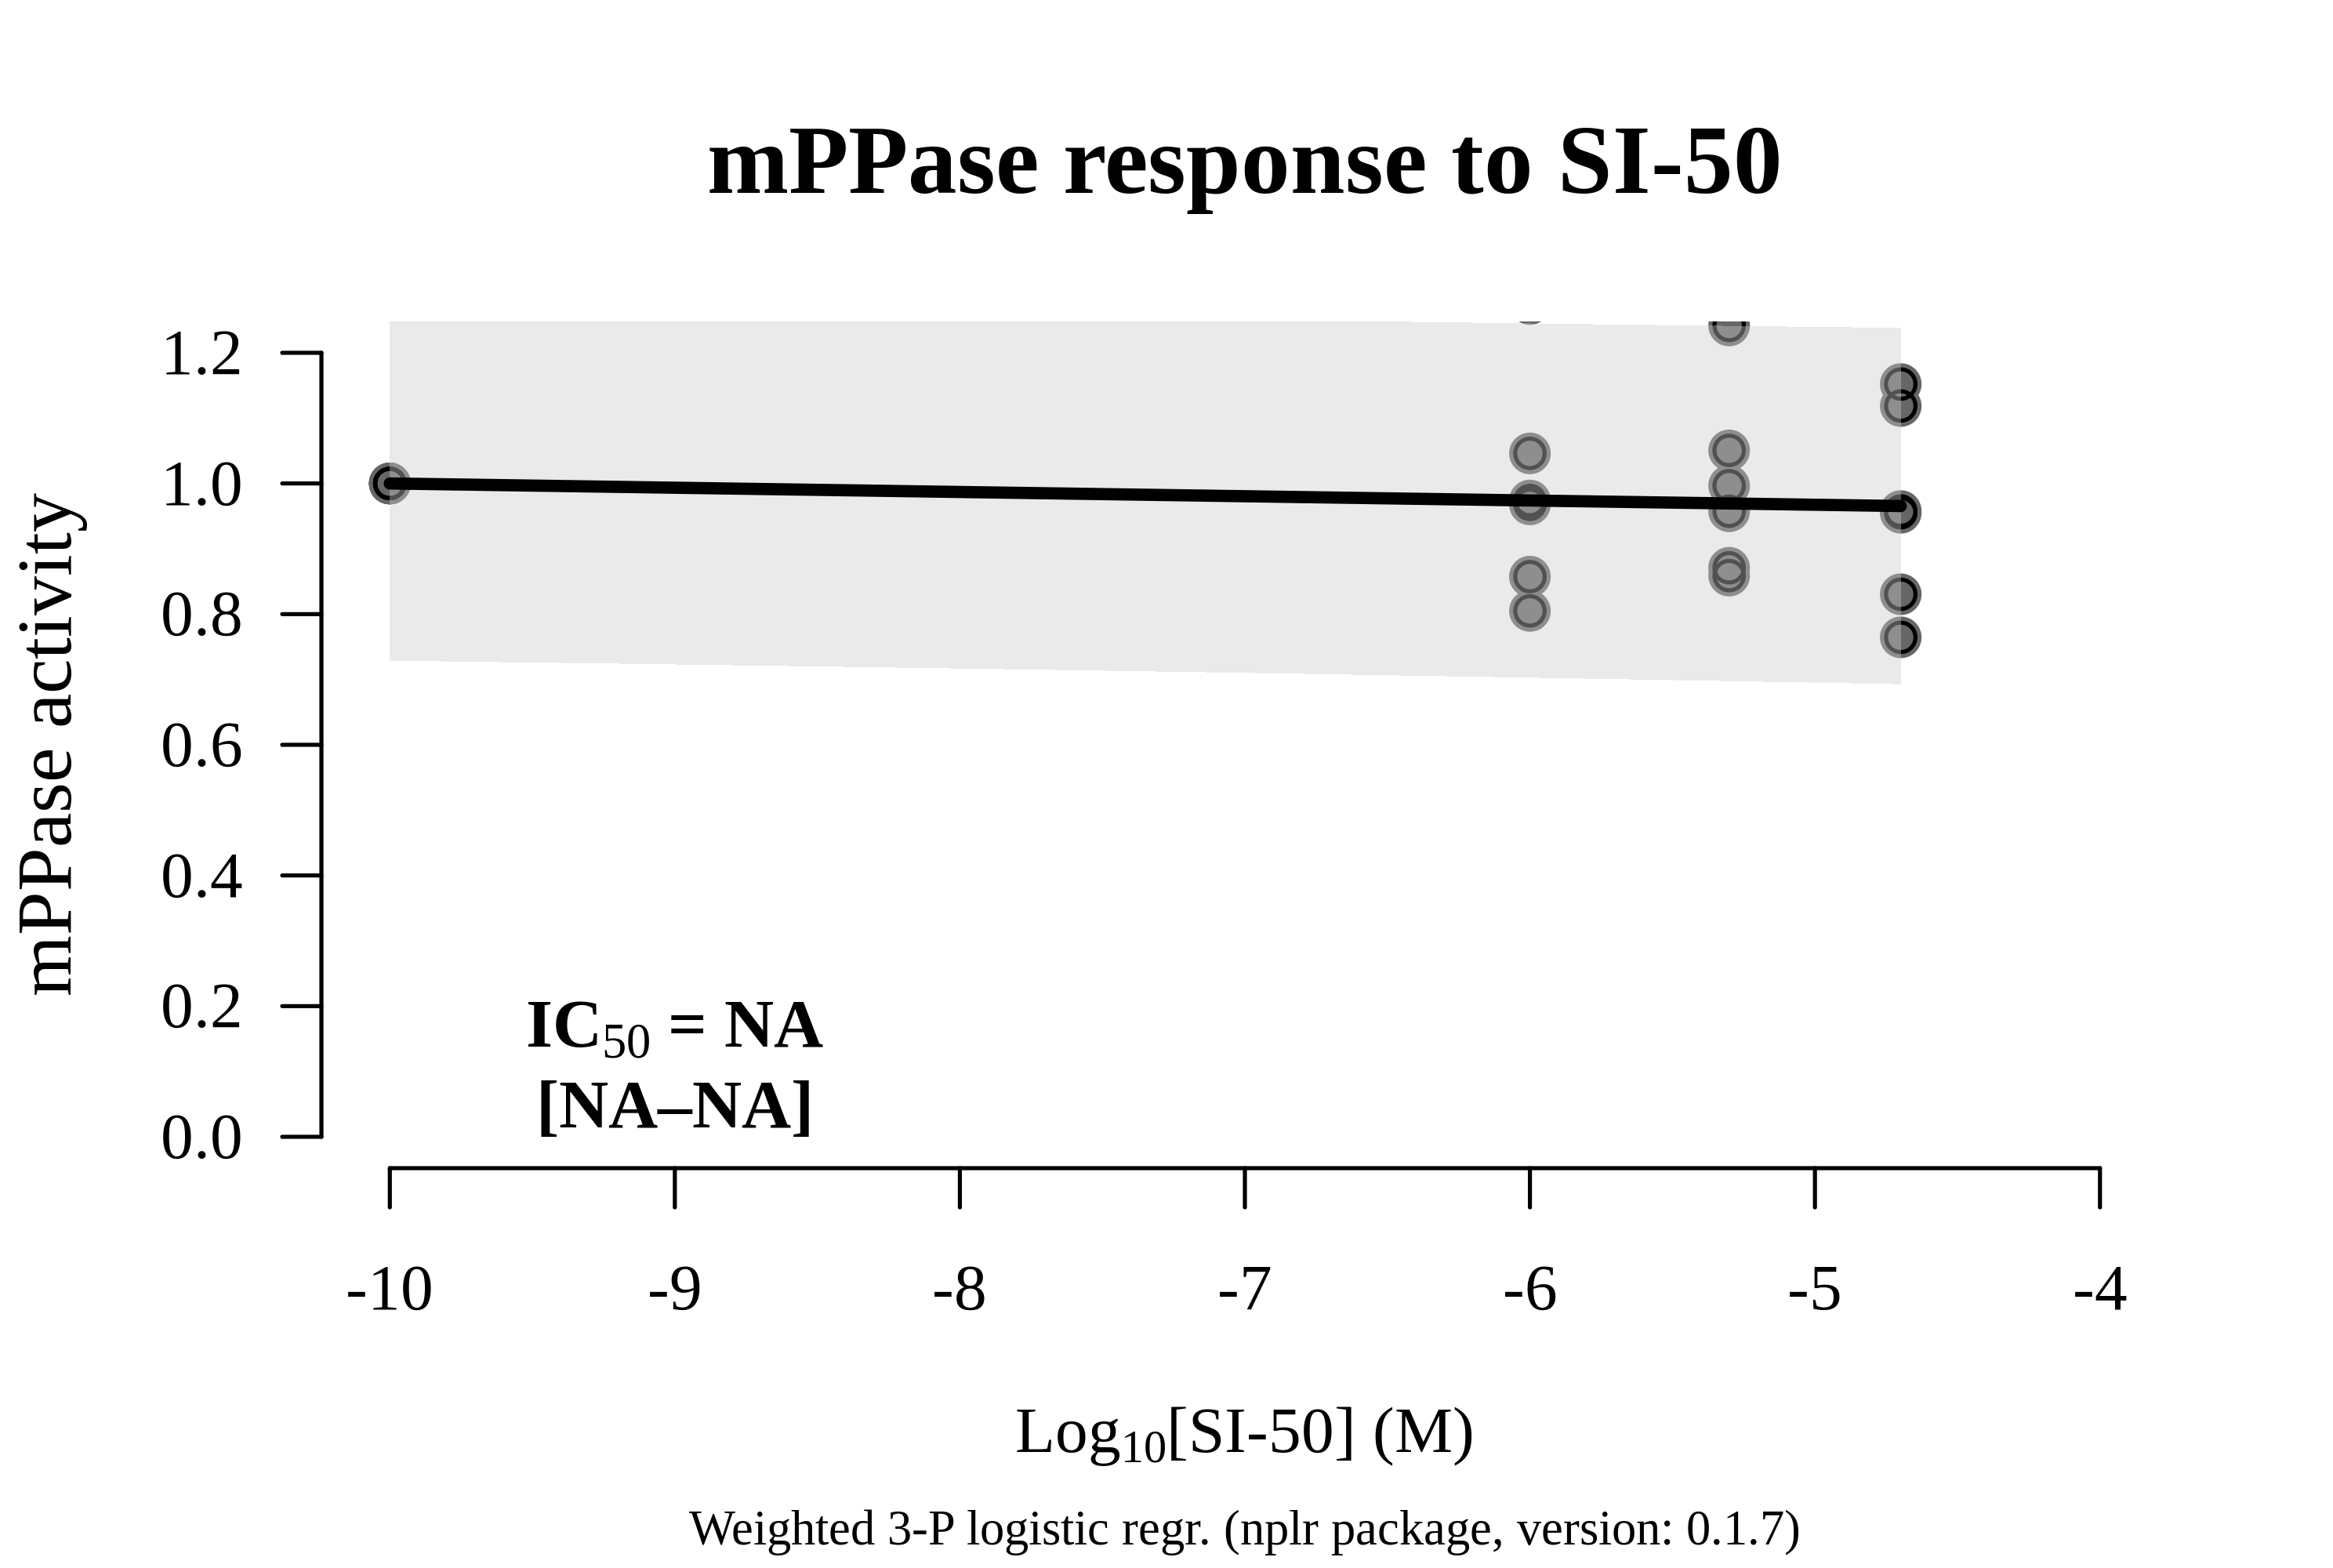 mPPase response to SI-50
mPPase activity
1.2
1.0
0.8
0.6
0.4
0.2
0.0
IC50 = NA
[NA–NA]
-10 -9 -8 -7 -6 -5 -4
Log10[SI-50] (M)
Weighted 3-P logistic regr. (nplr package, version: 0.1.7)